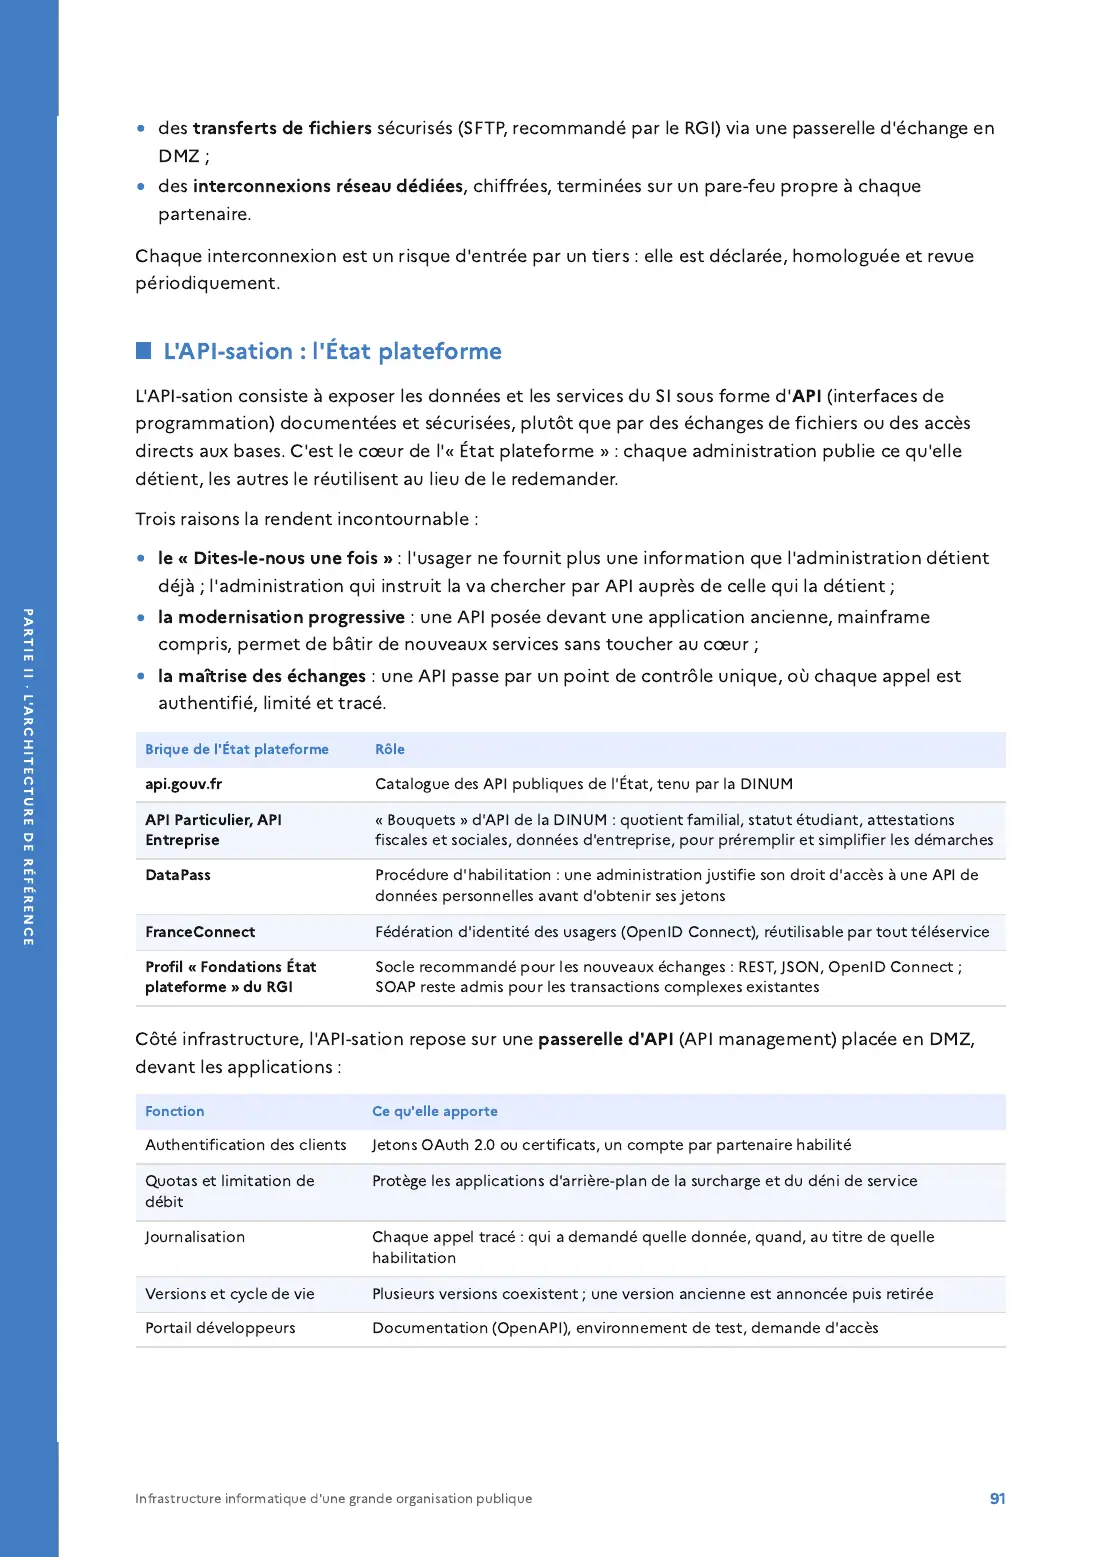 des transferts de fichiers sécurisés (SFTP, recommandé par le RGI) via une passerelle d'échange en
DMZ ;
des interconnexions réseau dédiées, chiffrées, terminées sur un pare-feu propre à chaque
partenaire.
Chaque interconnexion est un risque d'entrée par un tiers : elle est déclarée, homologuée et revue
périodiquement.
L'API-sation : l'État plateforme
L'API-sation consiste à exposer les données et les services du SI sous forme d'API (interfaces de
programmation) documentées et sécurisées, plutôt que par des échanges de fichiers ou des accès
directs aux bases. C'est le cœur de l'« État plateforme » : chaque administration publie ce qu'elle
détient, les autres le réutilisent au lieu de le redemander.
Trois raisons la rendent incontournable :
le « Dites-le-nous une fois » : l'usager ne fournit plus une information que l'administration détient
déjà ; l'administration qui instruit la va chercher par API auprès de celle qui la détient ;
la modernisation progressive : une API posée devant une application ancienne, mainframe
compris, permet de bâtir de nouveaux services sans toucher au cœur ;
la maîtrise des échanges : une API passe par un point de contrôle unique, où chaque appel est
authentifié, limité et tracé.
Brique de l'État plateforme Rôle
api.gouv.fr Catalogue des API publiques de l'État, tenu par la DINUM
API Particulier, API
Entreprise
« Bouquets » d'API de la DINUM : quotient familial, statut étudiant, attestations
fiscales et sociales, données d'entreprise, pour préremplir et simplifier les démarches
DataPass
Procédure d'habilitation : une administration justifie son droit d'accès à une API de
données personnelles avant d'obtenir ses jetons
FranceConnect Fédération d'identité des usagers (OpenID Connect), réutilisable par tout téléservice
Profil « Fondations État
plateforme » du RGI
Socle recommandé pour les nouveaux échanges : REST, JSON, OpenID Connect ;
SOAP reste admis pour les transactions complexes existantes
Côté infrastructure, l'API-sation repose sur une passerelle d'API (API management) placée en DMZ,
devant les applications :
Fonction Ce qu'elle apporte
Authentification des clients Jetons OAuth 2.0 ou certificats, un compte par partenaire habilité
Quotas et limitation de
débit
Protège les applications d'arrière-plan de la surcharge et du déni de service
Journalisation
Chaque appel tracé : qui a demandé quelle donnée, quand, au titre de quelle
habilitation
Versions et cycle de vie Plusieurs versions coexistent ; une version ancienne est annoncée puis retirée
Portail développeurs Documentation (OpenAPI), environnement de test, demande d'accès
PARTIE II · L'ARCHITECTURE DE RÉFÉRENCE
Infrastructure informatique d'une grande organisation publique 91